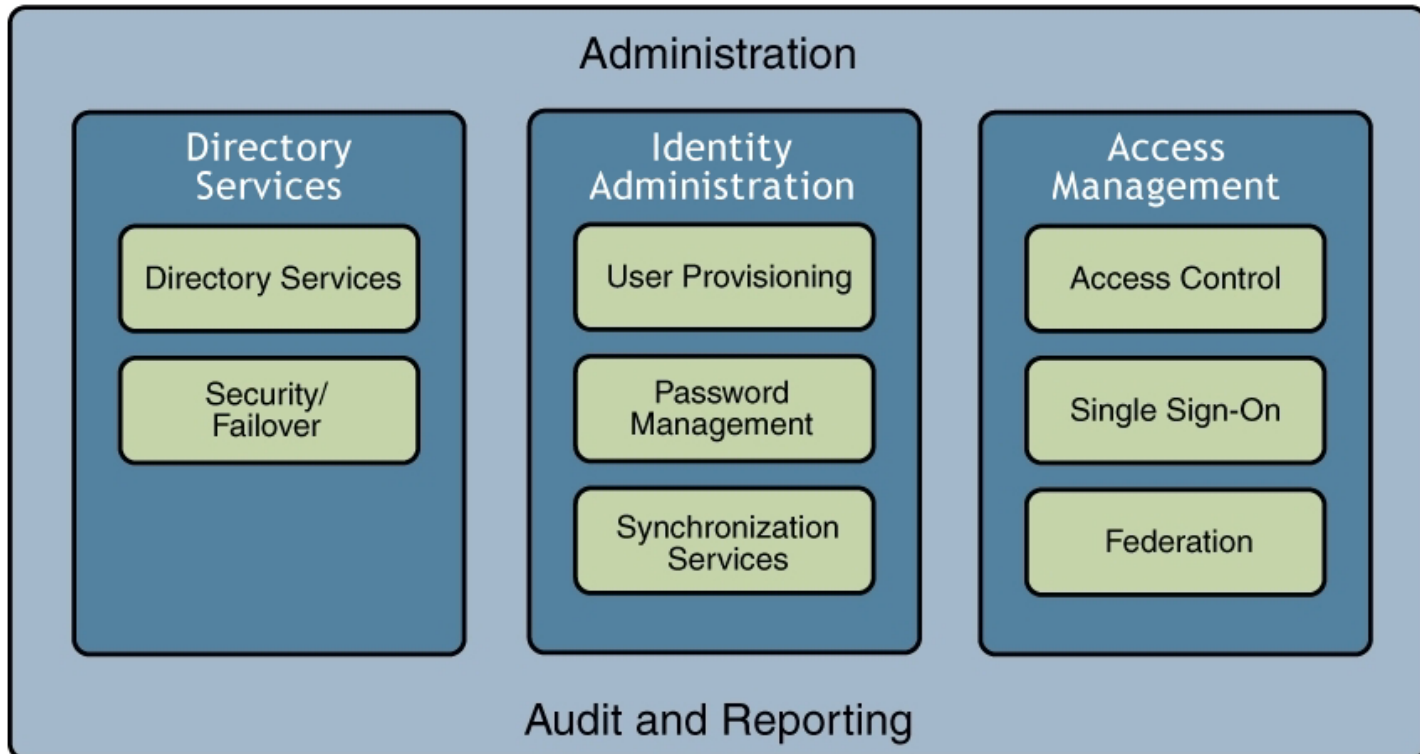 Administration
Directory
Services
Directory Services
Security/
Failover
Identity
Administration
User Provisioning
Password
Management
Synchronization
Services
Access
Management
Access Control
Single Sign-On
Federation
Audit and Reporting